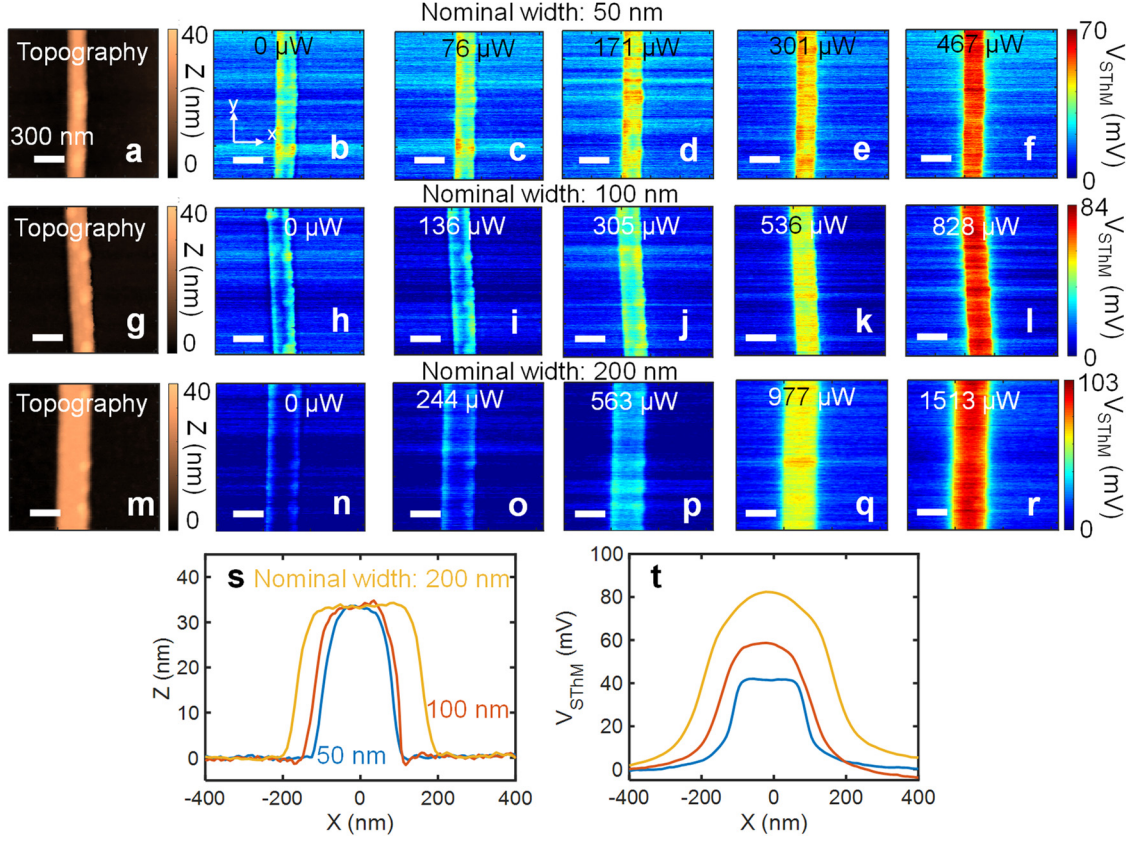 Nominal width: 50 nm
Topography
300 nm
a
40
Z (nm)
0
0 µW
y
x
b
76 µW
c
171 µW
d
301 µW
e
467 µW
f
70
V_SThM (mV)
0
Nominal width: 100 nm
Topography
g
40
Z (nm)
0
0 µW
h
136 µW
i
305 µW
j
536 µW
k
828 µW
l
84
V_SThM (mV)
0
Nominal width: 200 nm
Topography
m
40
Z (nm)
0
0 µW
n
244 µW
o
563 µW
p
977 µW
q
1513 µW
r
103
V_SThM (mV)
0
s
Nominal width: 200 nm
100 nm
50 nm
40
30
20
10
0
Z (nm)
-400 -200 0 200 400
X (nm)
t
100
80
60
40
20
0
V_SThM (mV)
-400 -200 0 200 400
X (nm)